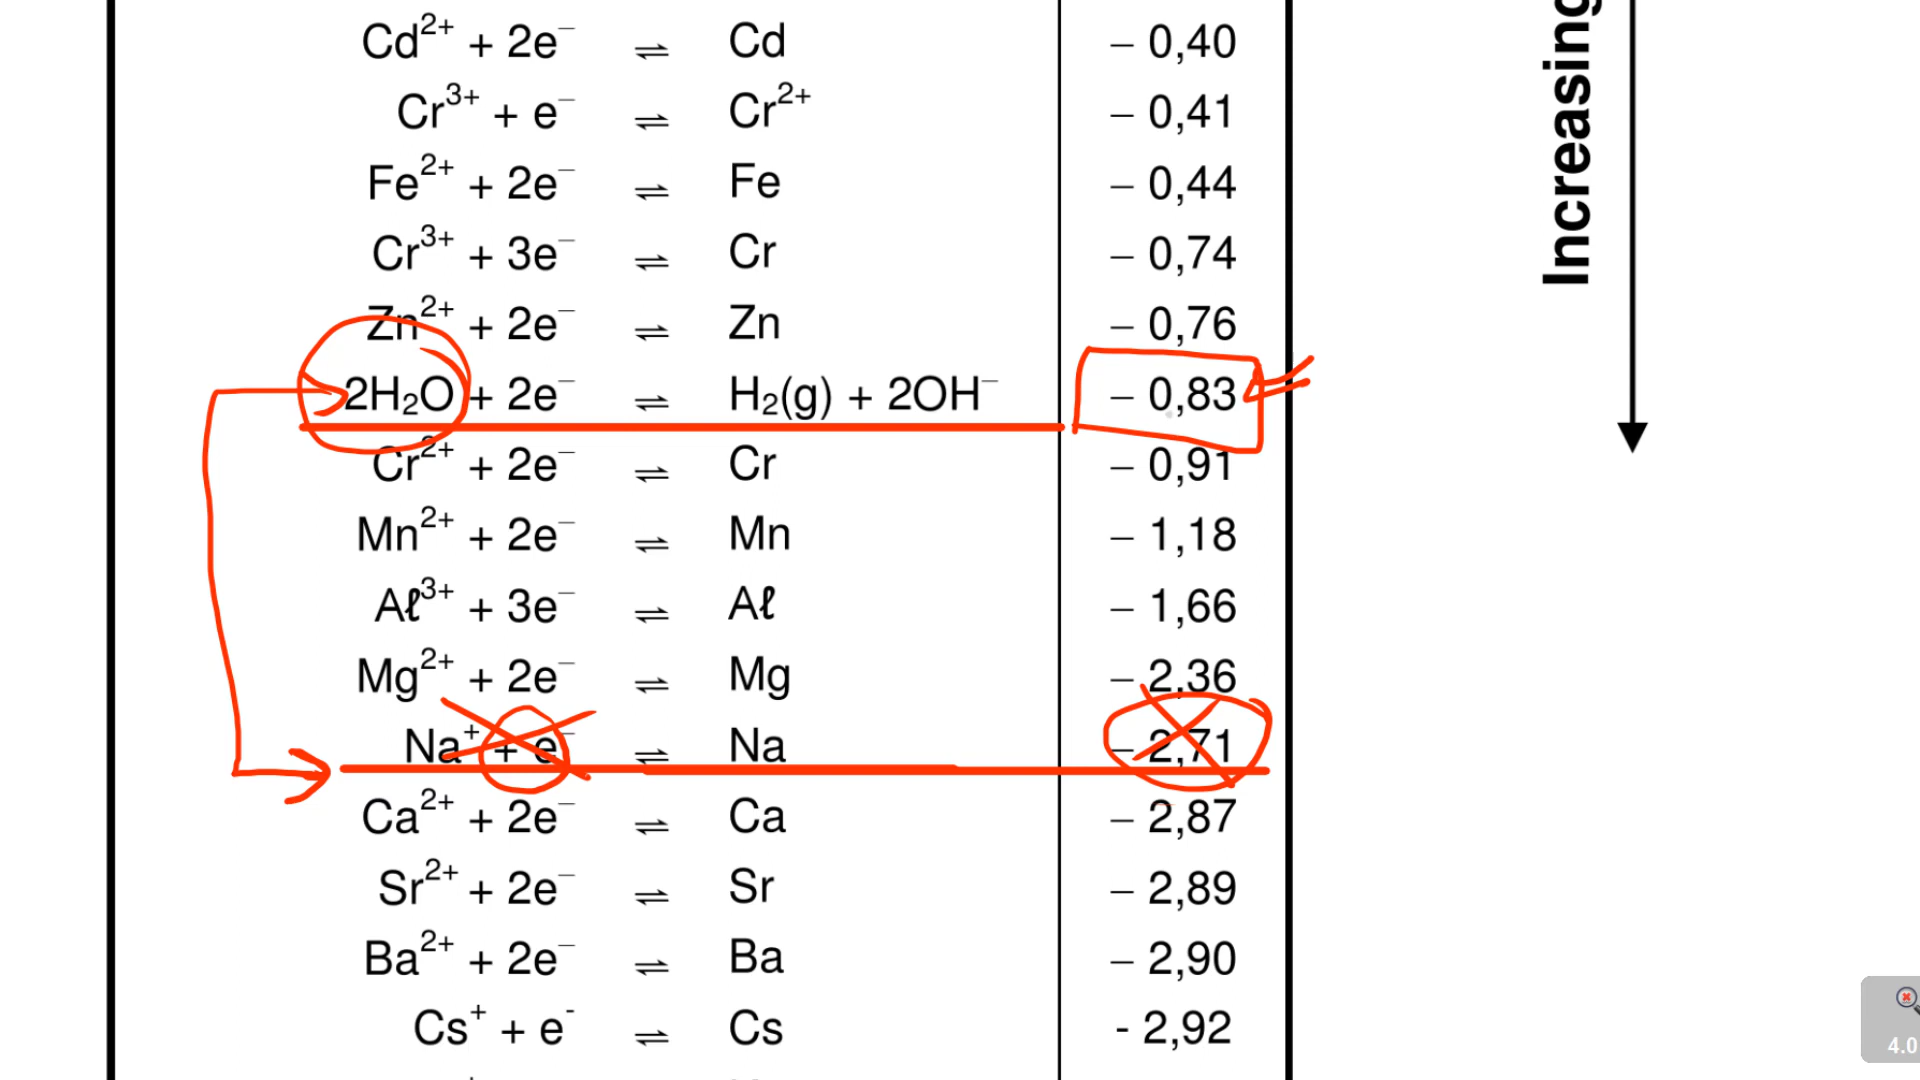 Cd²⁺ + 2e⁻ ⇌ Cd – 0,40
Cr³⁺ + e⁻ ⇌ Cr²⁺ – 0,41
Fe²⁺ + 2e⁻ ⇌ Fe – 0,44
Cr³⁺ + 3e⁻ ⇌ Cr – 0,74
Zn²⁺ + 2e⁻ ⇌ Zn – 0,76
2H₂O + 2e⁻ ⇌ H₂(g) + 2OH⁻ – 0,83
Cr²⁺ + 2e⁻ ⇌ Cr – 0,91
Mn²⁺ + 2e⁻ ⇌ Mn – 1,18
Aℓ³⁺ + 3e⁻ ⇌ Aℓ – 1,66
Mg²⁺ + 2e⁻ ⇌ Mg – 2,36
Na⁺ + e⁻ ⇌ Na – 2,71
Ca²⁺ + 2e⁻ ⇌ Ca – 2,87
Sr²⁺ + 2e⁻ ⇌ Sr – 2,89
Ba²⁺ + 2e⁻ ⇌ Ba – 2,90
Cs⁺ + e⁻ ⇌ Cs - 2,92
Increasing
4.0